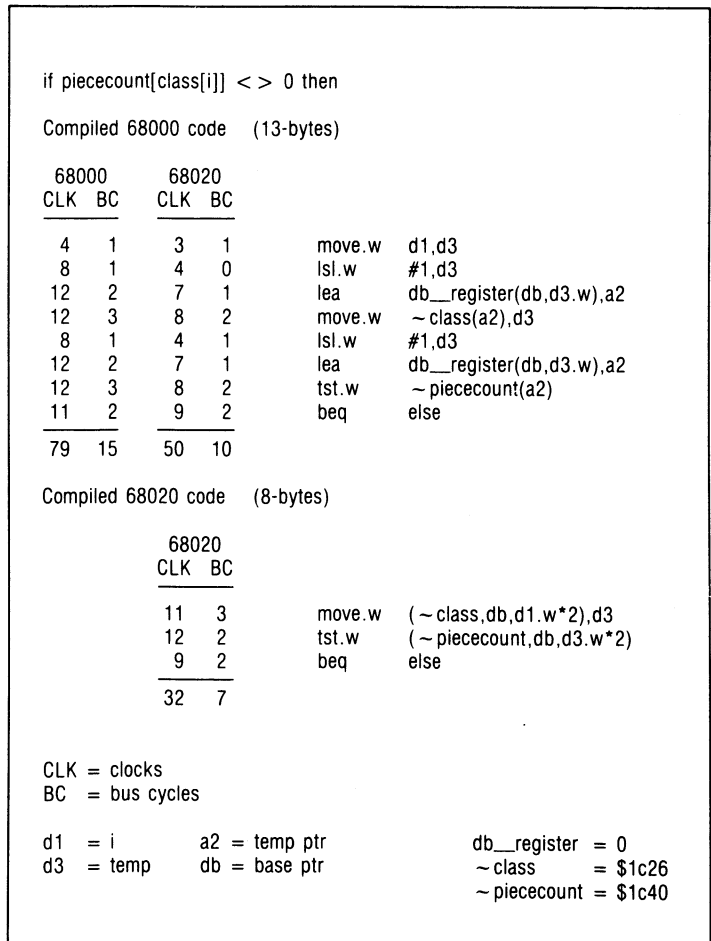 if piececount[class[i]] < > 0 then
Compiled 68000 code (13-bytes)
68000 68020
CLK BC CLK BC
4 1 3 1 move.w d1,d3
8 1 4 0 lsl.w #1,d3
12 2 7 1 lea db__register(db,d3.w),a2
12 3 8 2 move.w ~class(a2),d3
8 1 4 1 lsl.w #1,d3
12 2 7 1 lea db__register(db,d3.w),a2
12 3 8 2 tst.w ~piececount(a2)
11 2 9 2 beq else
79 15 50 10
Compiled 68020 code (8-bytes)
68020
CLK BC
11 3 move.w (~class,db,d1.w*2),d3
12 2 tst.w (~piececount,db,d3.w*2)
9 2 beq else
32 7
CLK = clocks
BC = bus cycles
d1 = i a2 = temp ptr db__register = 0
d3 = temp db = base ptr ~class = $1c26
~piececount = $1c40